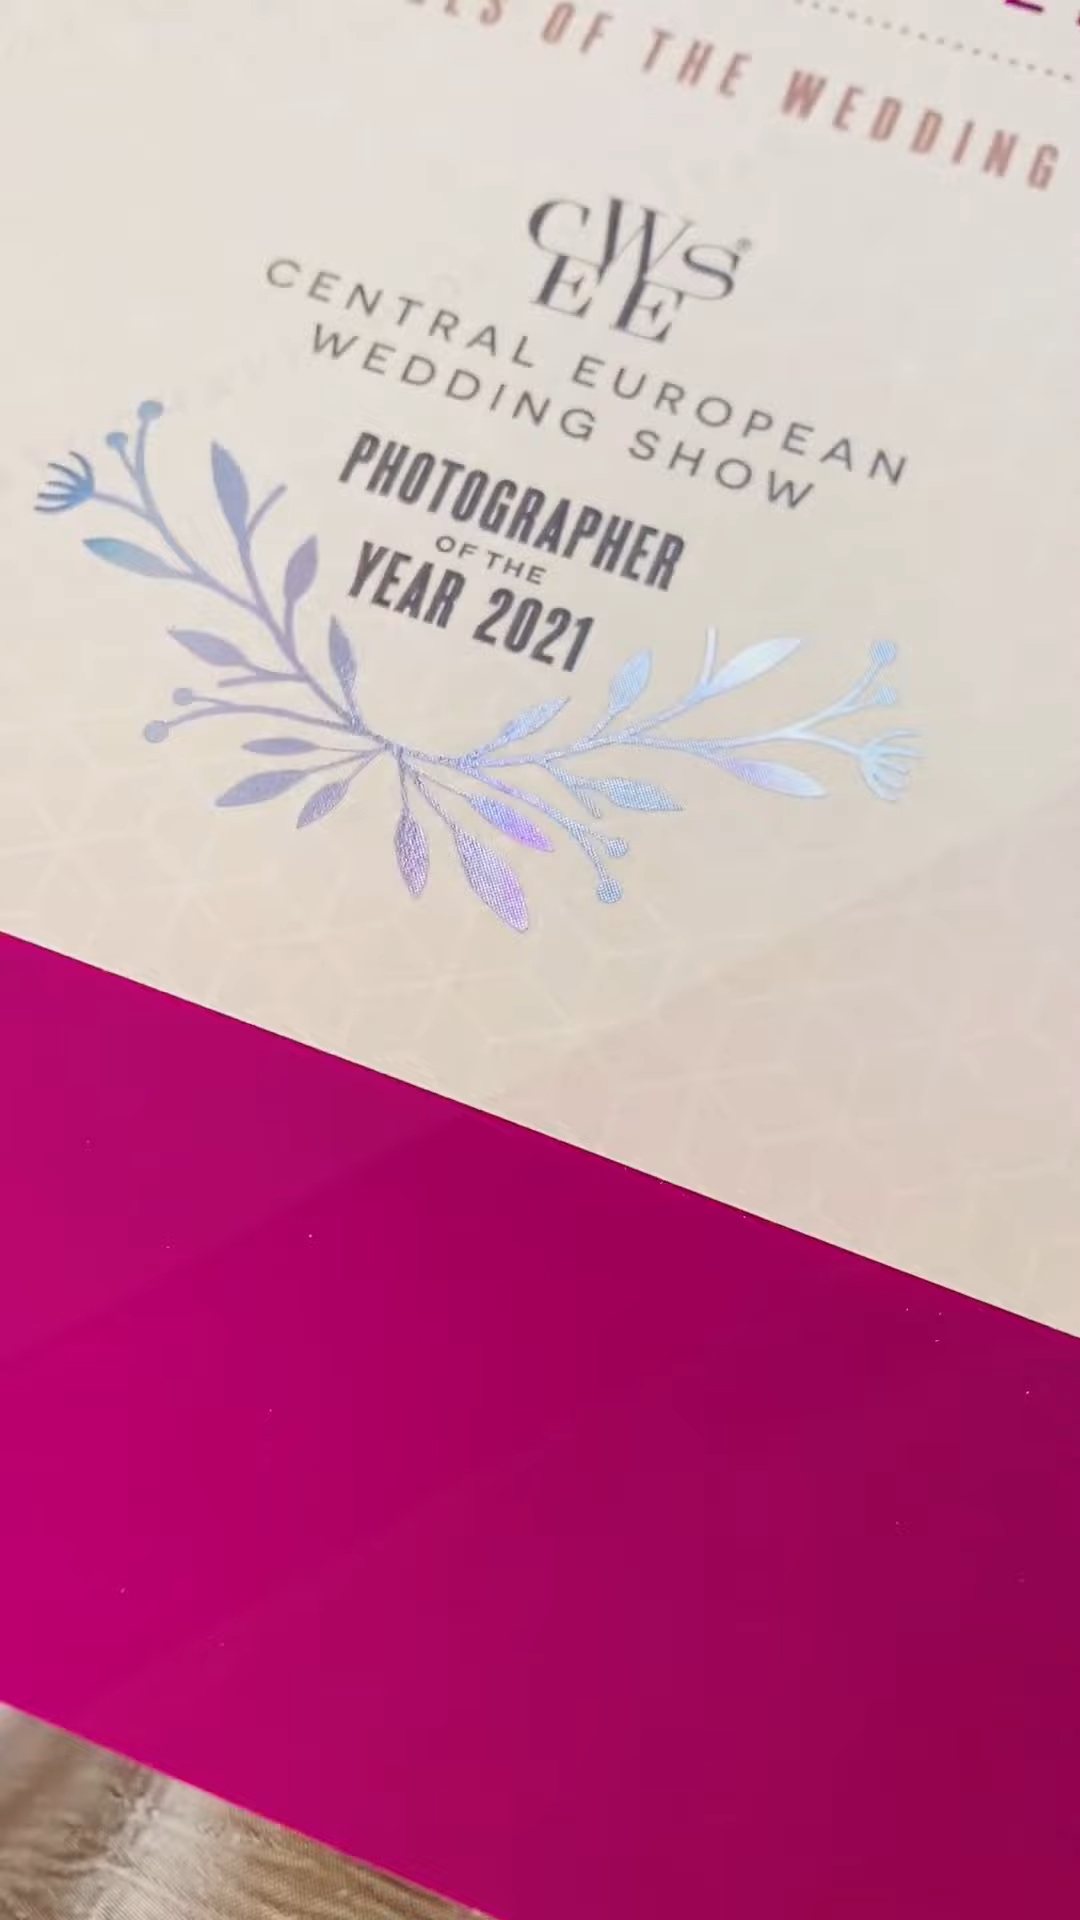 OF THE WEDDING
CWS®
EE
CENTRAL EUROPEAN
WEDDING SHOW
PHOTOGRAPHER
OF THE
YEAR 2021